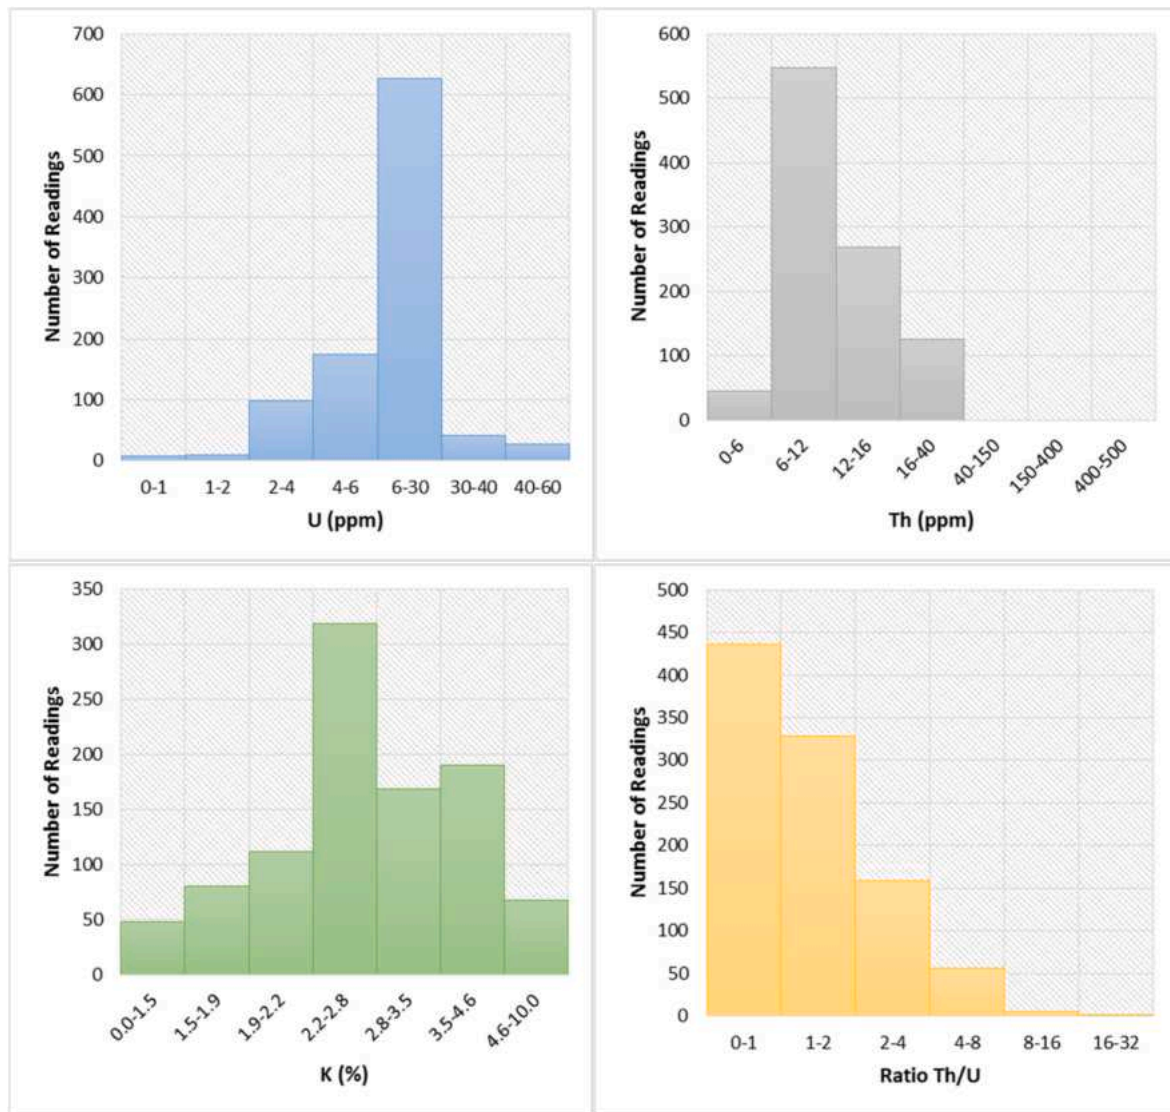 700
600
500
400
300
200
100
0
Number of Readings
0-1 1-2 2-4 4-6 6-30 30-40 40-60
U (ppm)
600
500
400
300
200
100
0
Number of Readings
0-6 6-12 12-16 16-40 40-150 150-400 400-500
Th (ppm)
350
300
250
200
150
100
50
0
Number of Readings
0.0-1.5 1.5-1.9 1.9-2.2 2.2-2.8 2.8-3.5 3.5-4.6 4.6-10.0
K (%)
500
450
400
350
300
250
200
150
100
50
0
Number of Readings
0-1 1-2 2-4 4-8 8-16 16-32
Ratio Th/U